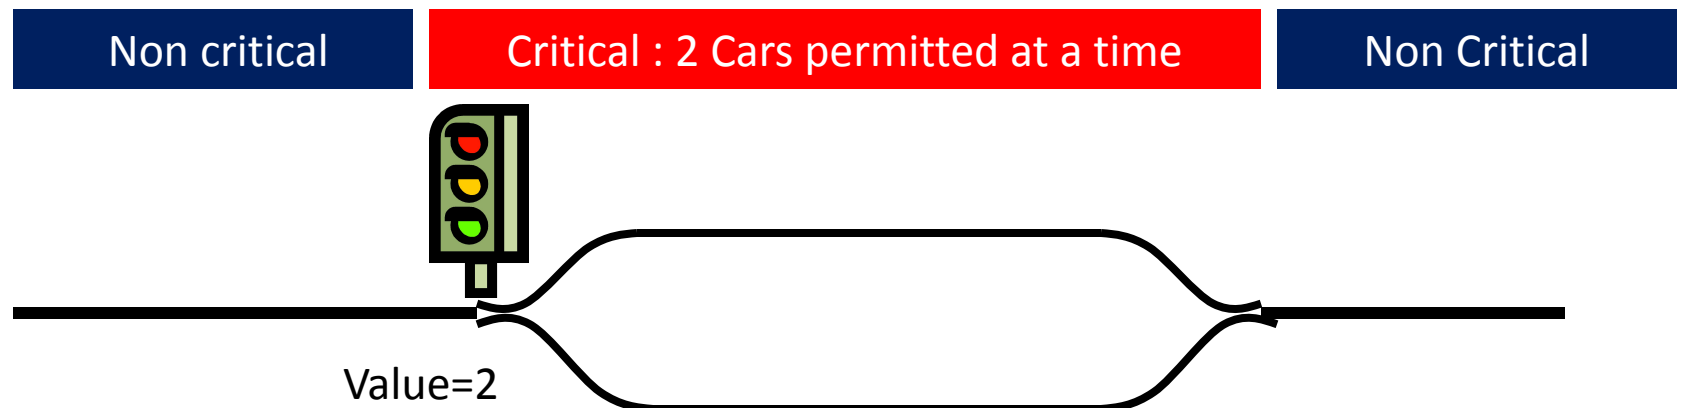 Non critical
Critical : 2 Cars permitted at a time
Non Critical
Value=2